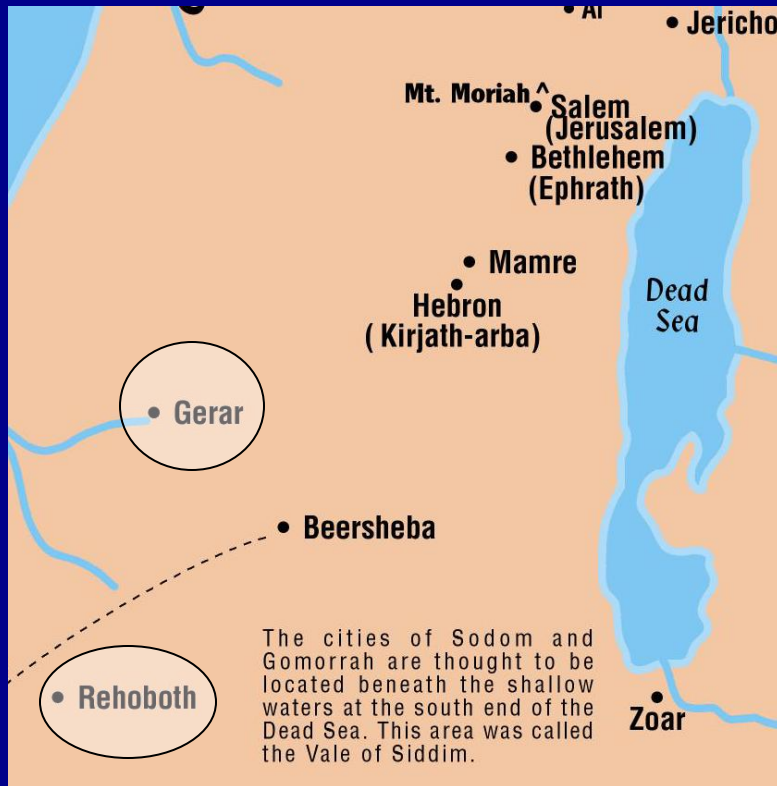 Ai
Jericho
Mt. Moriah ^
Salem
(Jerusalem)
Bethlehem
(Ephrath)
Mamre
Hebron
( Kirjath-arba)
Dead
Sea
Gerar
Beersheba
Rehoboth
The cities of Sodom and
Gomorrah are thought to be
located beneath the shallow
waters at the south end of the
Dead Sea. This area was called
the Vale of Siddim.
Zoar